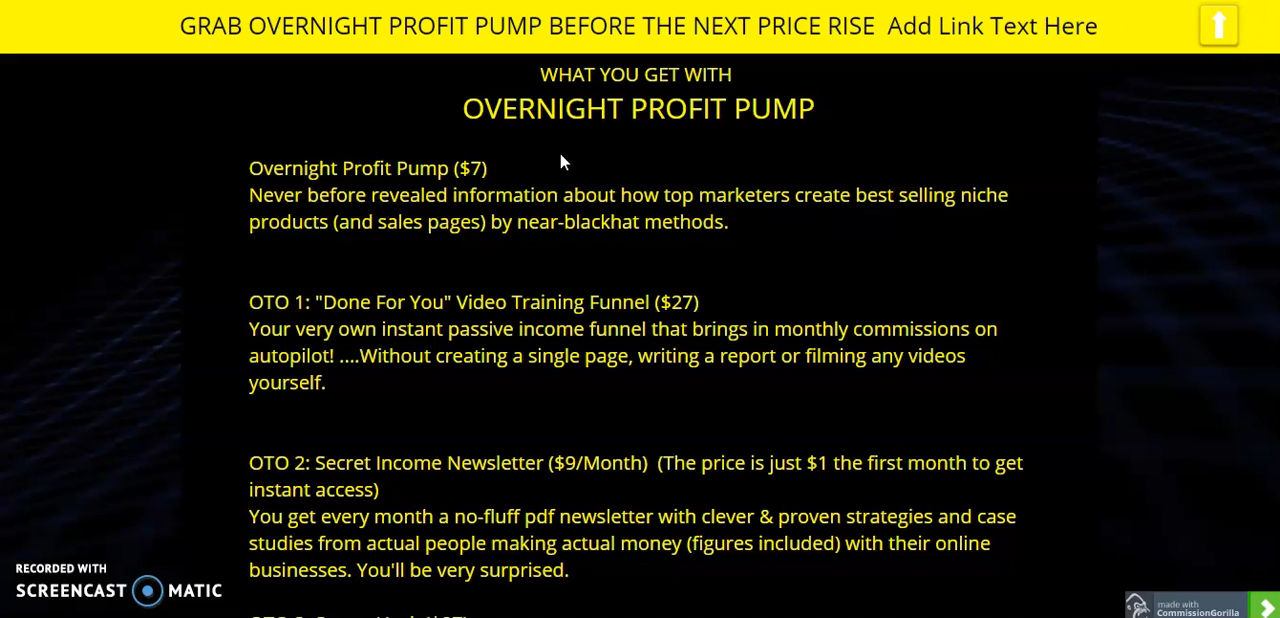 GRAB OVERNIGHT PROFIT PUMP BEFORE THE NEXT PRICE RISE Add Link Text Here
WHAT YOU GET WITH
OVERNIGHT PROFIT PUMP
Overnight Profit Pump ($7)
Never before revealed information about how top marketers create best selling niche
products (and sales pages) by near-blackhat methods.
OTO 1: "Done For You" Video Training Funnel ($27)
Your very own instant passive income funnel that brings in monthly commissions on
autopilot! ....Without creating a single page, writing a report or filming any videos
yourself.
OTO 2: Secret Income Newsletter ($9/Month) (The price is just $1 the first month to get
instant access)
You get every month a no-fluff pdf newsletter with clever & proven strategies and case
studies from actual people making actual money (figures included) with their online
businesses. You'll be very surprised.
RECORDED WITH
SCREENCAST MATIC
made with
CommissionGorilla